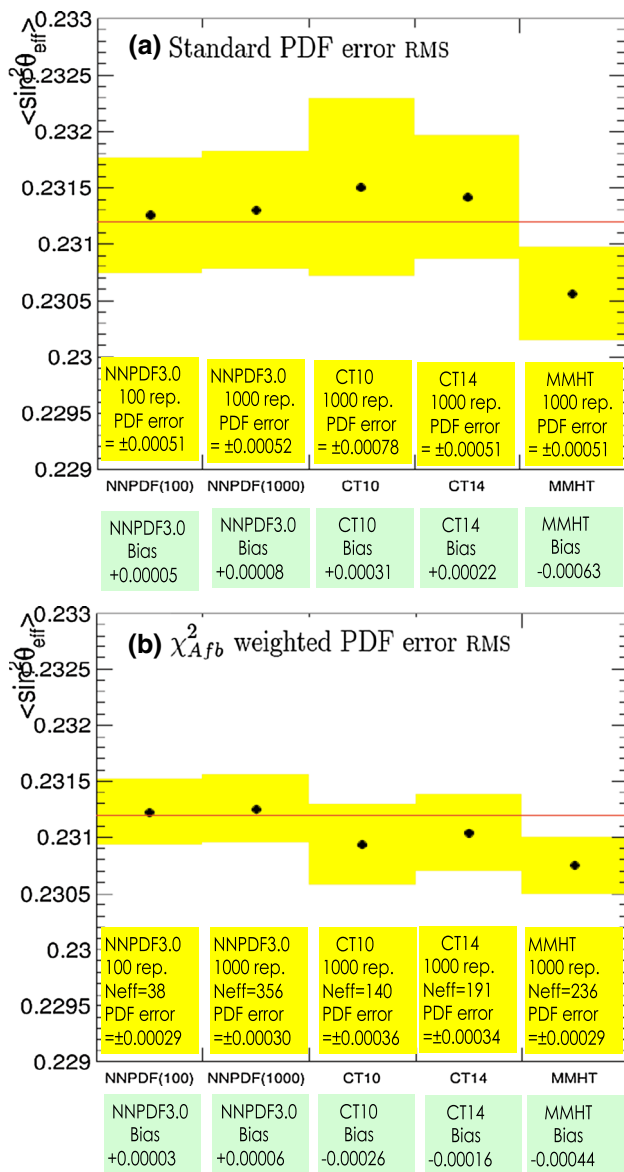 <sin²θeff>
0.233
0.2325
0.232
0.2315
0.231
0.2305
0.23
0.2295
0.229
(a) Standard PDF error RMS
NNPDF3.0
100 rep.
PDF error
= ±0.00051
NNPDF3.0
1000 rep.
PDF error
= ±0.00052
CT10
1000 rep.
PDF error
= ±0.00078
CT14
1000 rep.
PDF error
= ±0.00051
MMHT
1000 rep.
PDF error
= ±0.00051
NNPDF(100) NNPDF(1000) CT10 CT14 MMHT
NNPDF3.0
Bias
+0.00005
NNPDF3.0
Bias
+0.00008
CT10
Bias
+0.00031
CT14
Bias
+0.00022
MMHT
Bias
-0.00063
<sin²θeff>
0.233
0.2325
0.232
0.2315
0.231
0.2305
0.23
0.2295
0.229
(b) χ²Afb weighted PDF error RMS
NNPDF3.0
100 rep.
Neff=38
PDF error
=±0.00029
NNPDF3.0
1000 rep.
Neff=356
PDF error
=±0.00030
CT10
1000 rep.
Neff=140
PDF error
=±0.00036
CT14
1000 rep.
Neff=191
PDF error
=±0.00034
MMHT
1000 rep.
Neff=236
PDF error
=±0.00029
NNPDF(100) NNPDF(1000) CT10 CT14 MMHT
NNPDF3.0
Bias
+0.00003
NNPDF3.0
Bias
+0.00006
CT10
Bias
-0.00026
CT14
Bias
-0.00016
MMHT
Bias
-0.00044